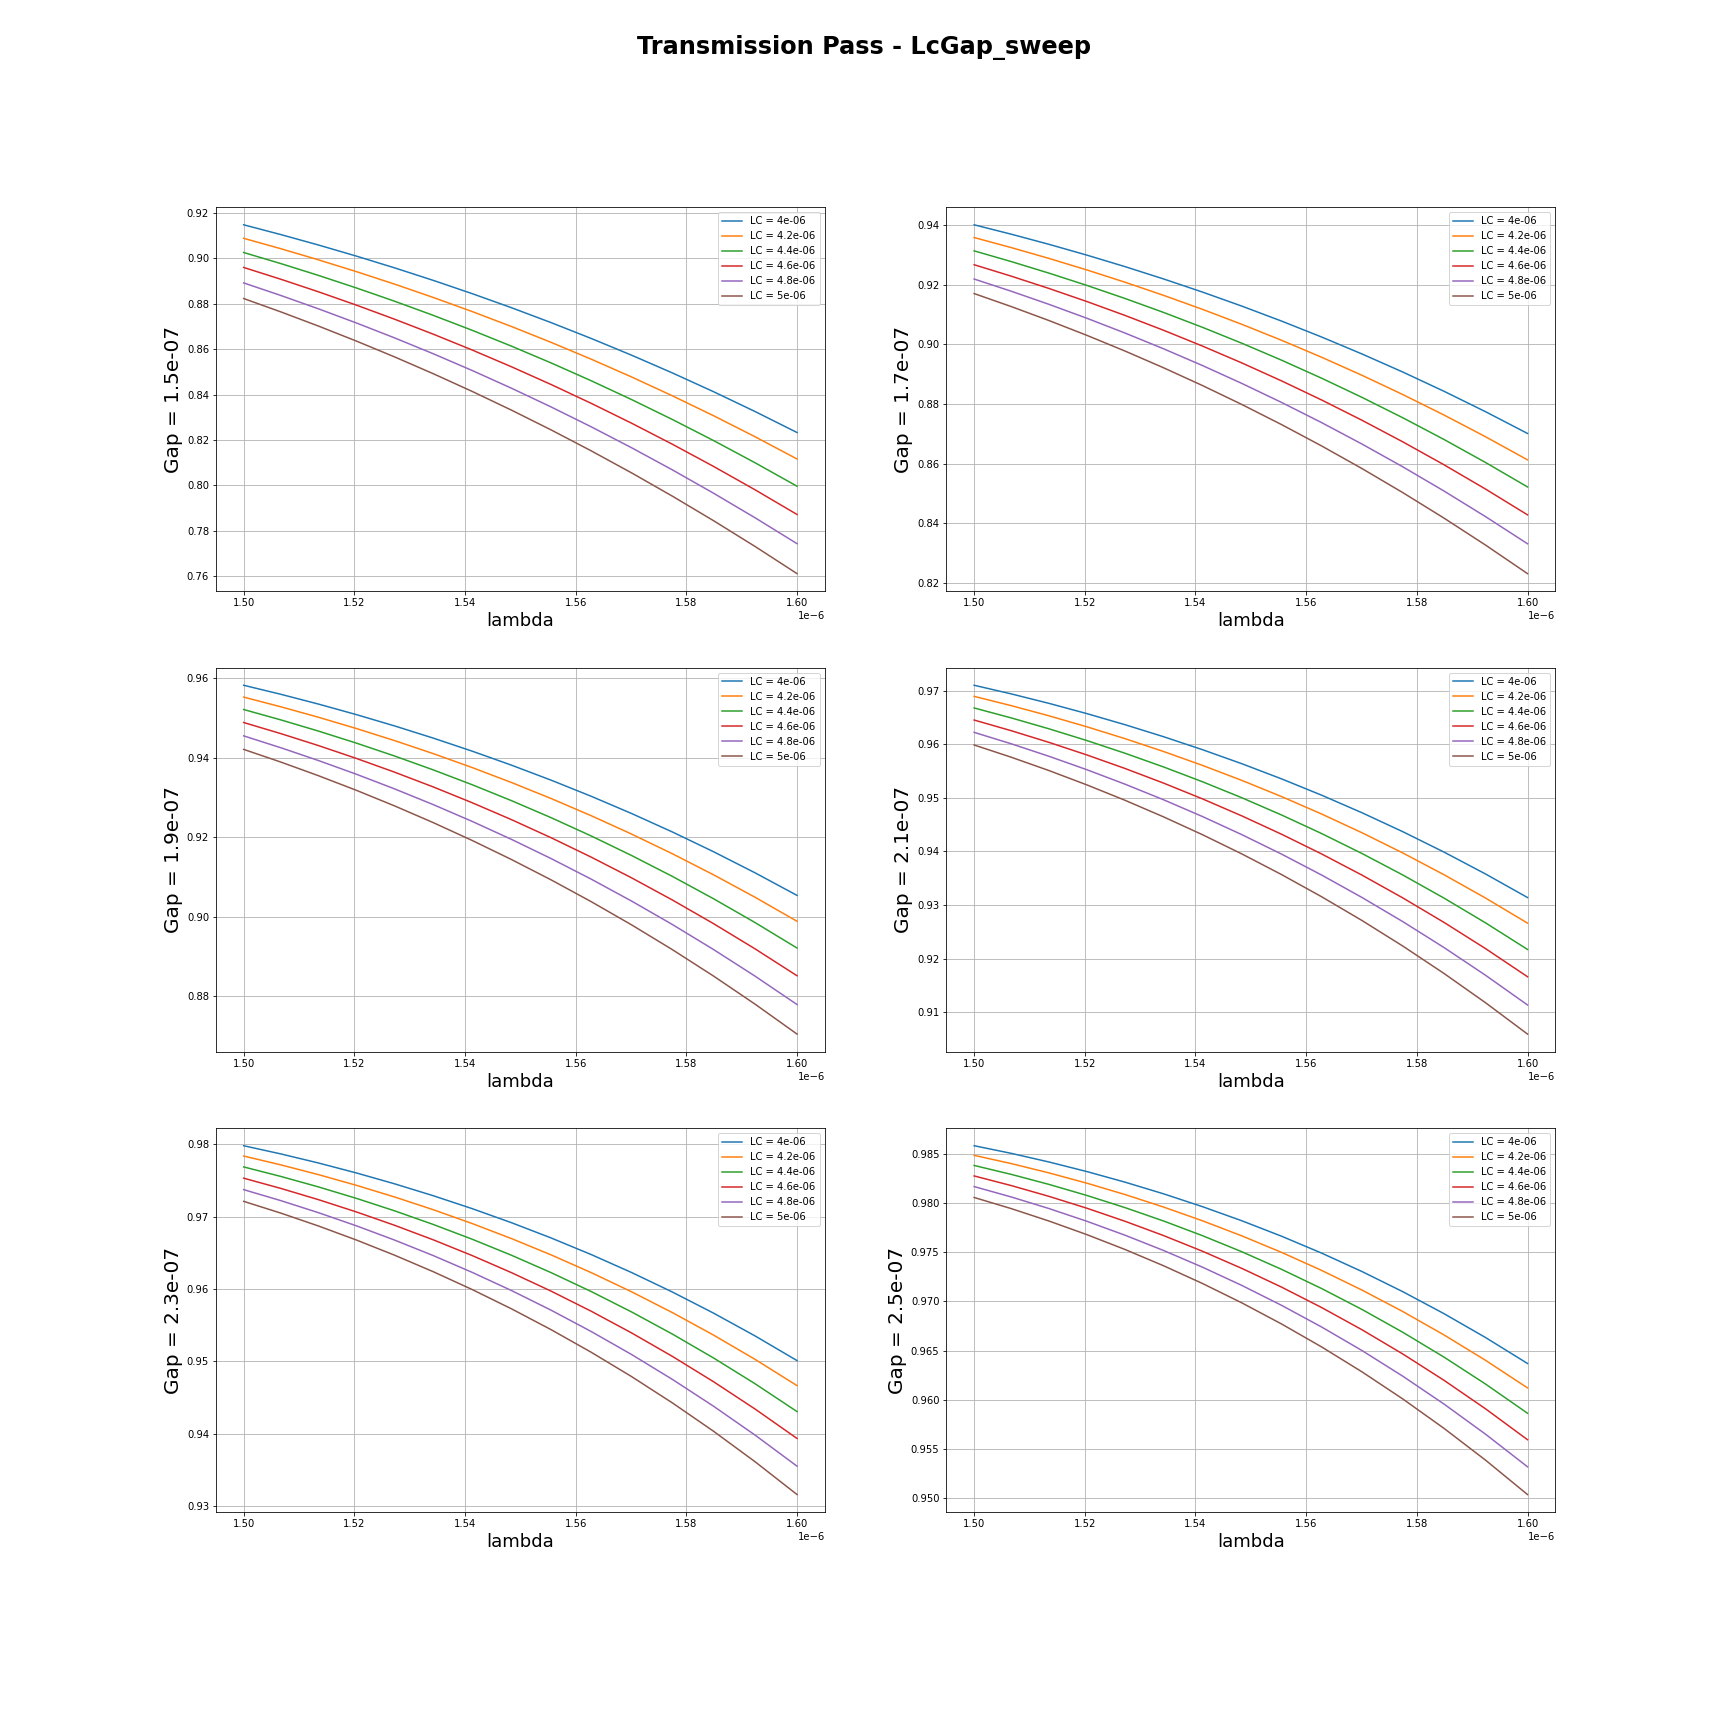 Transmission Pass - LcGap_sweep
Gap = 1.5e-07
0.92
0.90
0.88
0.86
0.84
0.82
0.80
0.78
0.76
LC = 4e-06
LC = 4.2e-06
LC = 4.4e-06
LC = 4.6e-06
LC = 4.8e-06
LC = 5e-06
1.50 1.52 1.54 1.56 1.58 1.60
1e−6
lambda
Gap = 1.7e-07
0.94
0.92
0.90
0.88
0.86
0.84
0.82
LC = 4e-06
LC = 4.2e-06
LC = 4.4e-06
LC = 4.6e-06
LC = 4.8e-06
LC = 5e-06
1.50 1.52 1.54 1.56 1.58 1.60
1e−6
lambda
Gap = 1.9e-07
0.96
0.94
0.92
0.90
0.88
LC = 4e-06
LC = 4.2e-06
LC = 4.4e-06
LC = 4.6e-06
LC = 4.8e-06
LC = 5e-06
1.50 1.52 1.54 1.56 1.58 1.60
1e−6
lambda
Gap = 2.1e-07
0.97
0.96
0.95
0.94
0.93
0.92
0.91
LC = 4e-06
LC = 4.2e-06
LC = 4.4e-06
LC = 4.6e-06
LC = 4.8e-06
LC = 5e-06
1.50 1.52 1.54 1.56 1.58 1.60
1e−6
lambda
Gap = 2.3e-07
0.98
0.97
0.96
0.95
0.94
0.93
LC = 4e-06
LC = 4.2e-06
LC = 4.4e-06
LC = 4.6e-06
LC = 4.8e-06
LC = 5e-06
1.50 1.52 1.54 1.56 1.58 1.60
1e−6
lambda
Gap = 2.5e-07
0.985
0.980
0.975
0.970
0.965
0.960
0.955
0.950
LC = 4e-06
LC = 4.2e-06
LC = 4.4e-06
LC = 4.6e-06
LC = 4.8e-06
LC = 5e-06
1.50 1.52 1.54 1.56 1.58 1.60
1e−6
lambda